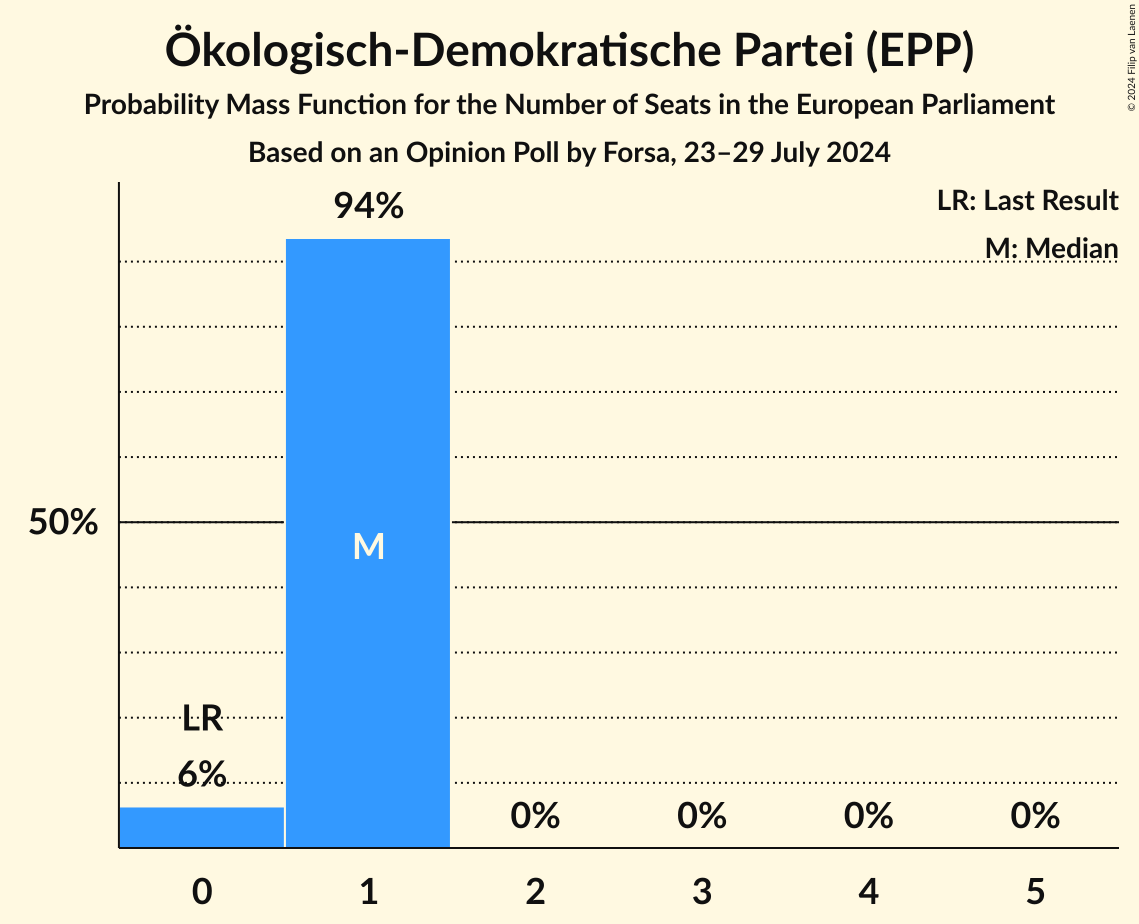 Ökologisch-Demokratische Partei (EPP)
Probability Mass Function for the Number of Seats in the European Parliament
Based on an Opinion Poll by Forsa, 23–29 July 2024
© 2024 Filip van Laenen
LR: Last Result
M: Median
94%
50%
M
LR
6%
0%
0%
0%
0%
0
1
2
3
4
5